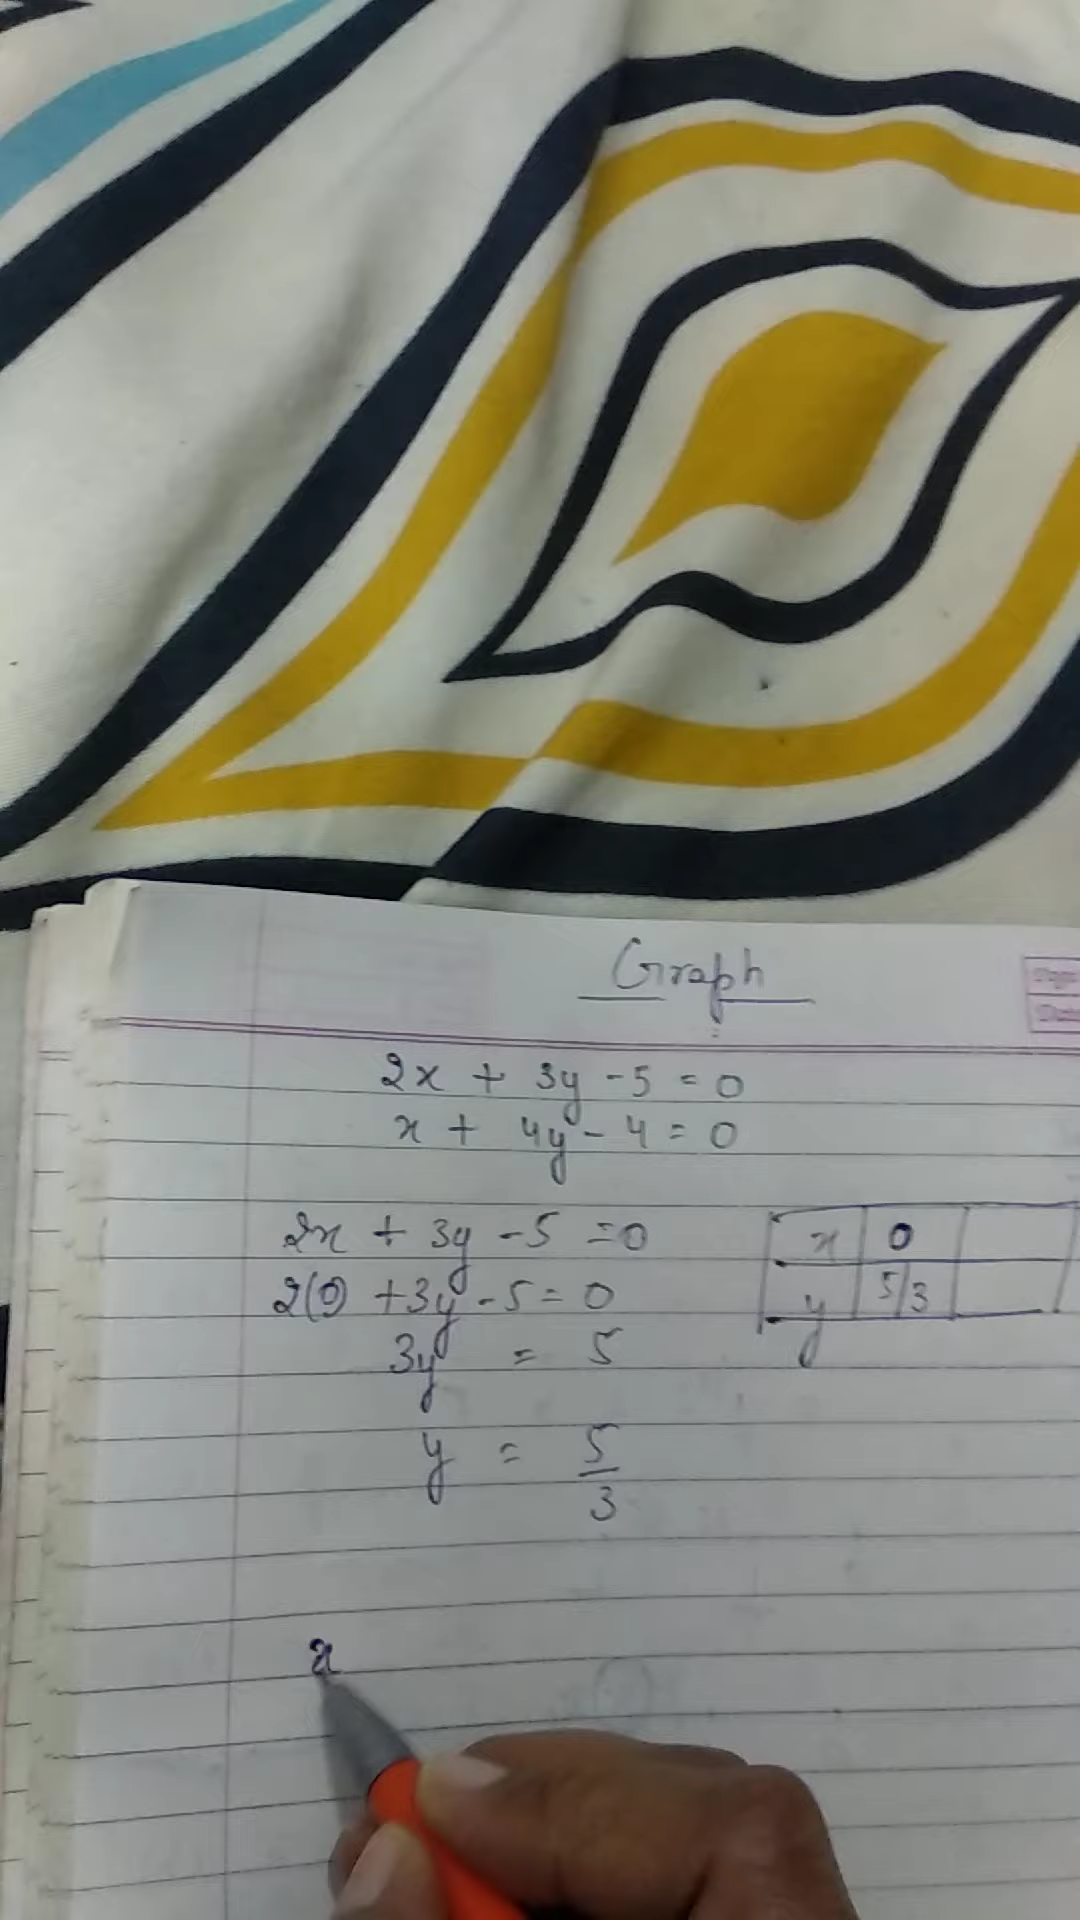 Graph
2x + 3y - 5 = 0
x + 4y - 4 = 0
2x + 3y - 5 = 0
2(0) + 3y - 5 = 0
3y = 5
y = 5/3
x 0
y 5/3
x